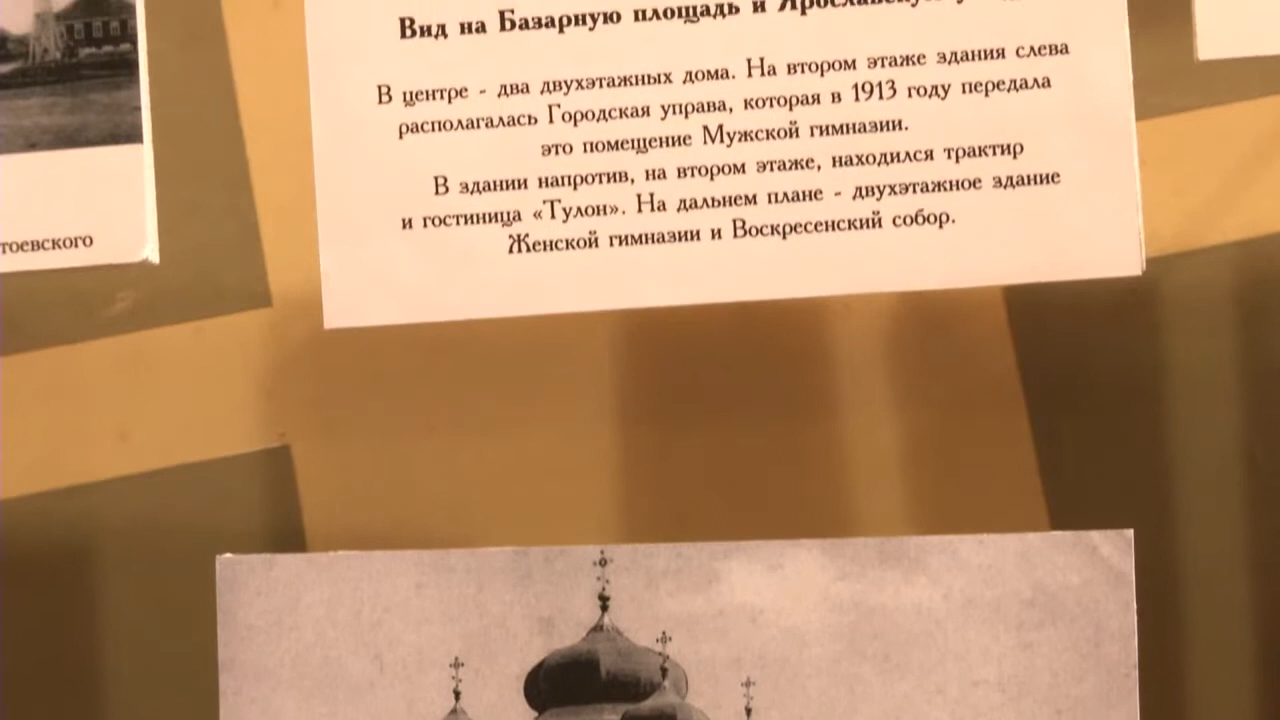 Вид на Базарную площадь и
В центре - два двухэтажных дома. На втором этаже здания слева
располагалась Городская управа, которая в 1913 году передала
это помещение Мужской гимназии.
В здании напротив, на втором этаже, находился трактир
и гостиница «Тулон». На дальнем плане - двухэтажное здание
Женской гимназии и Воскресенский собор.
тоевского